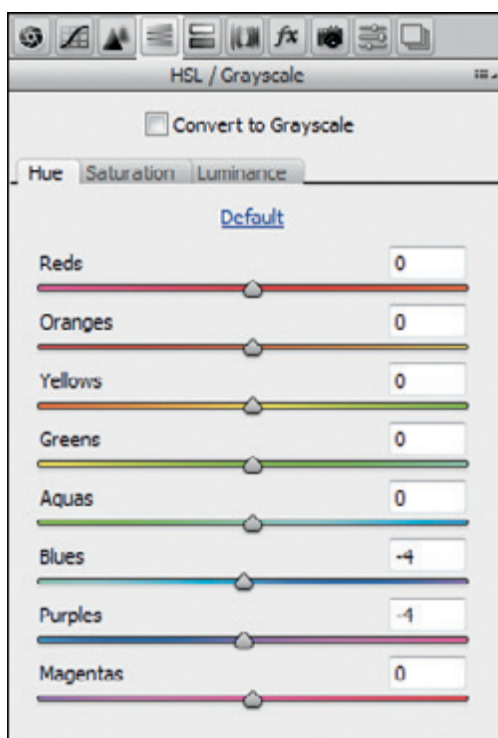 fx
HSL / Grayscale
Convert to Grayscale
Hue Saturation Luminance
Default
Reds 0
Oranges 0
Yellows 0
Greens 0
Aquas 0
Blues -4
Purples -4
Magentas 0